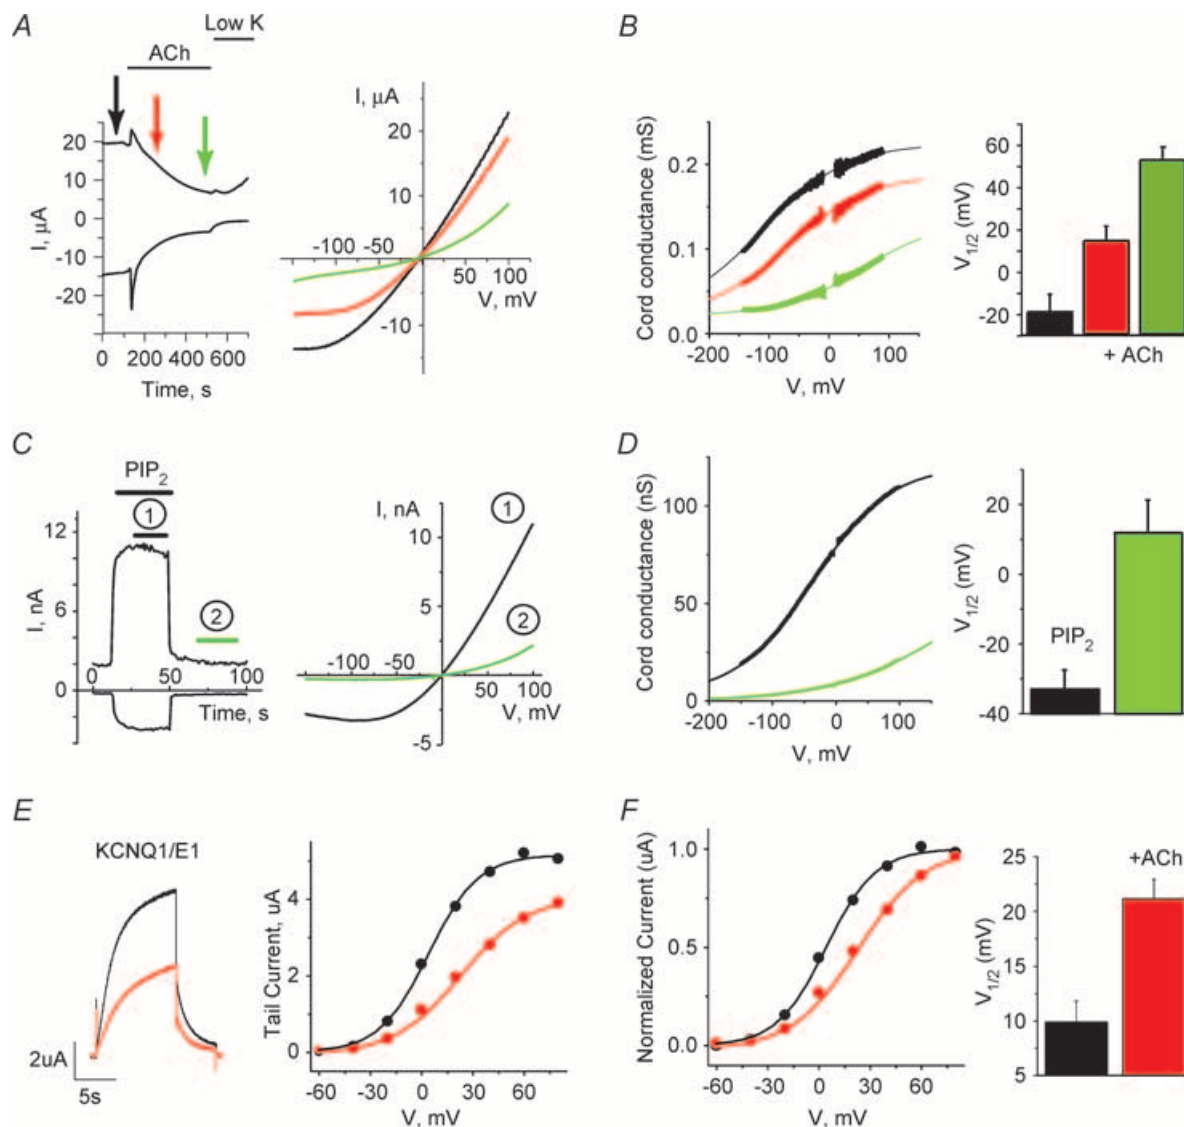 A
Low K
ACh
I, μA
20
10
0
-10
-20
0 200 400 600
Time, s
I, μA
20
10
-100 -50
50 100
V, mV
-10
B
Cord conductance (mS)
0.2
0.1
0.0
-200 -100 0 100
V, mV
V1/2 (mV)
60
40
20
0
-20
+ ACh
C
PIP2
1
12
9
6
3
0
I, nA
2
0 50 100
Time, s
I, nA
1
10
5
2
-100 -50
50 100
V, mV
-5
D
Cord conductance (nS)
100
50
0
-200 -100 0 100
V, mV
V1/2 (mV)
20
0
-20
-40
PIP2
E
KCNQ1/E1
2uA
5s
Tail Current, uA
4
2
0
-60 -30 0 30 60
V, mV
F
Normalized Current (uA)
1.0
0.5
0.0
-60 -30 0 30 60
V, mV
V1/2 (mV)
25
20
15
10
5
+ACh